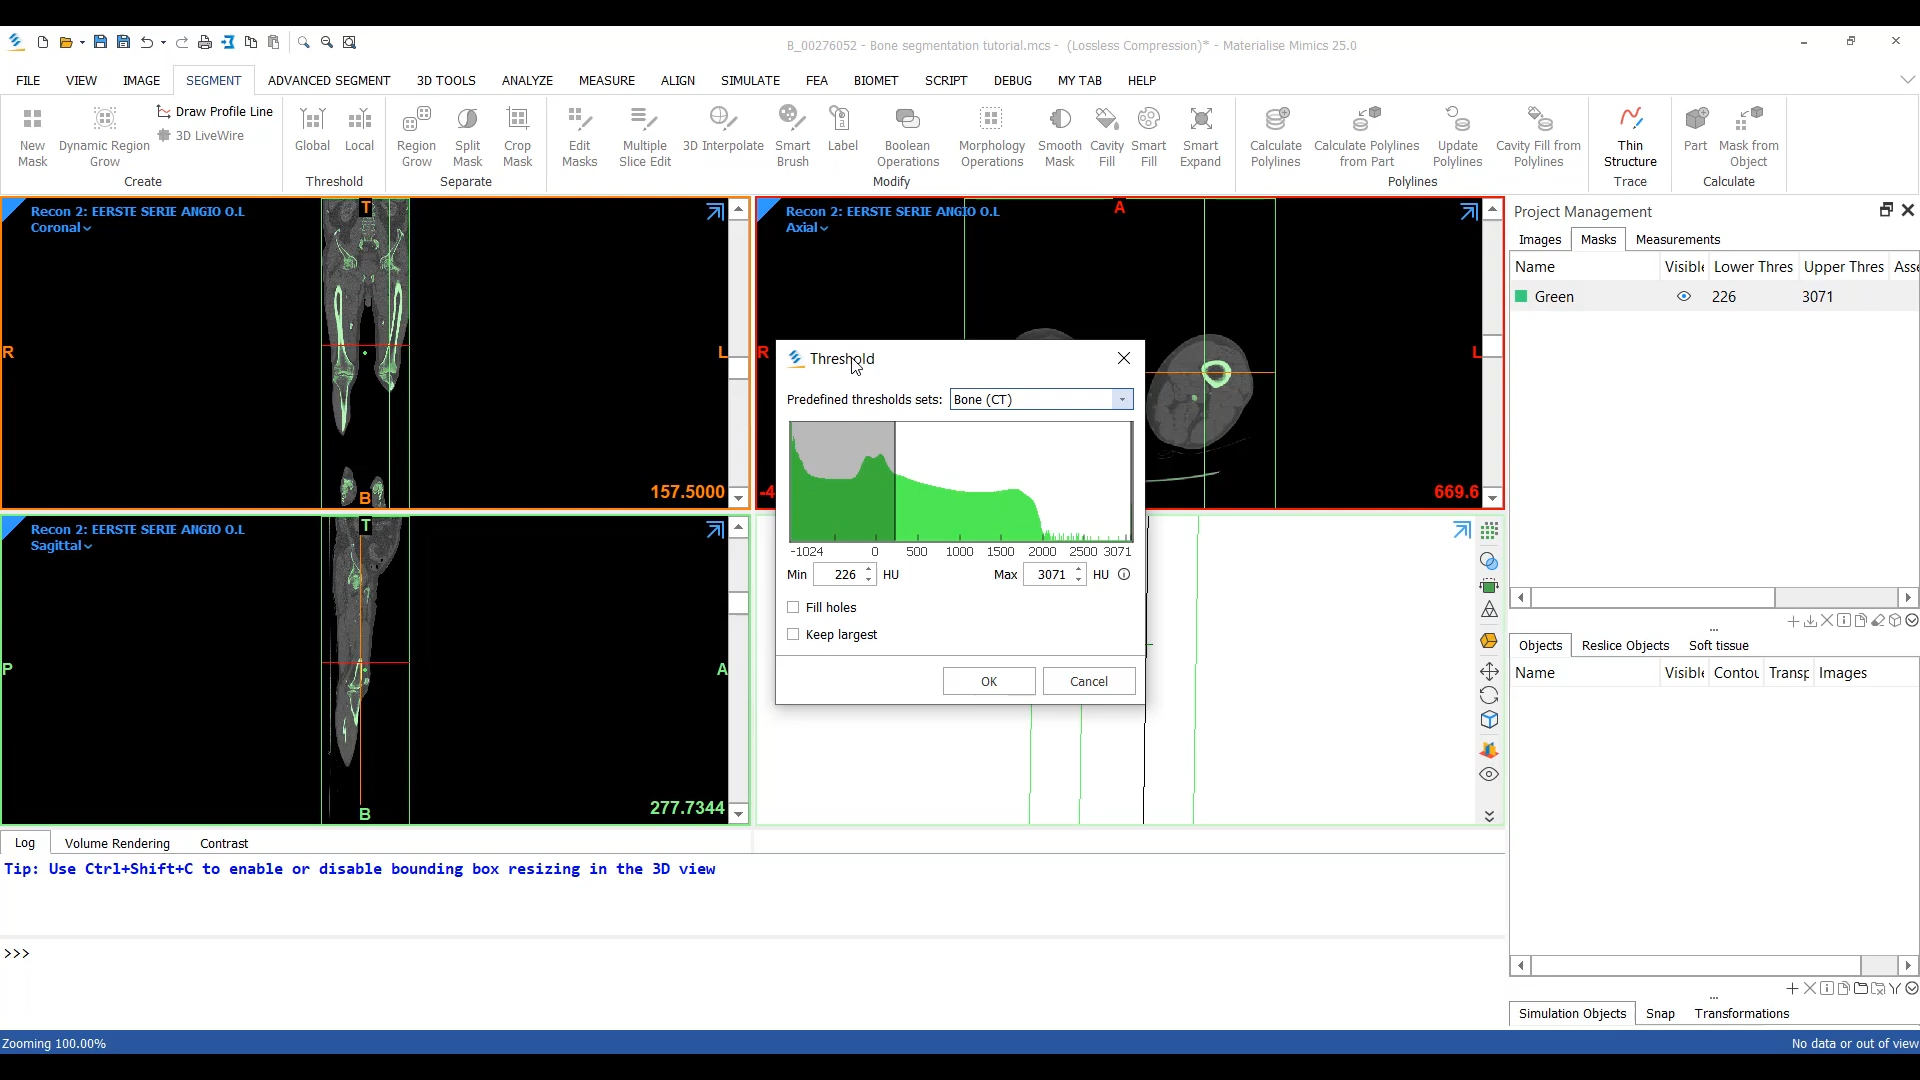 B_00276052 - Bone segmentation tutorial.mcs - (Lossless Compression)* - Materialise Mimics 25.0
FILE VIEW IMAGE SEGMENT ADVANCED SEGMENT 3D TOOLS ANALYZE MEASURE ALIGN SIMULATE FEA BIOMET SCRIPT DEBUG MY TAB HELP
New Mask
Dynamic Region Grow
Draw Profile Line
3D LiveWire
Create
Global
Local
Threshold
Region Grow
Split Mask
Crop Mask
Separate
Edit Masks
Multiple Slice Edit
3D Interpolate
Smart Brush
Label
Boolean Operations
Morphology Operations
Smooth Mask
Cavity Fill
Smart Fill
Smart Expand
Modify
Calculate Polylines
Calculate Polylines from Part
Update Polylines
Cavity Fill from Polylines
Polylines
Thin Structure
Trace
Part
Mask from Object
Calculate
Recon 2: EERSTE SERIE ANGIO O.L
Coronal
T
R
L
B
157.5000
Recon 2: EERSTE SERIE ANGIO O.L
Axial
A
R
L
-4
669.6
Threshold
Predefined thresholds sets: Bone (CT)
-1024 0 500 1000 1500 2000 2500 3071
Min 226 HU Max 3071 HU
Fill holes
Keep largest
OK Cancel
Recon 2: EERSTE SERIE ANGIO O.L
Sagittal
T
P
A
B
277.7344
Project Management
Images Masks Measurements
Name Visible Lower Thres Upper Thres Asse
Green 226 3071
...
Objects Reslice Objects Soft tissue
Name Visible Contou Transp Images
...
Simulation Objects Snap Transformations
Log Volume Rendering Contrast
Tip: Use Ctrl+Shift+C to enable or disable bounding box resizing in the 3D view
>>>
Zooming 100.00%
No data or out of view